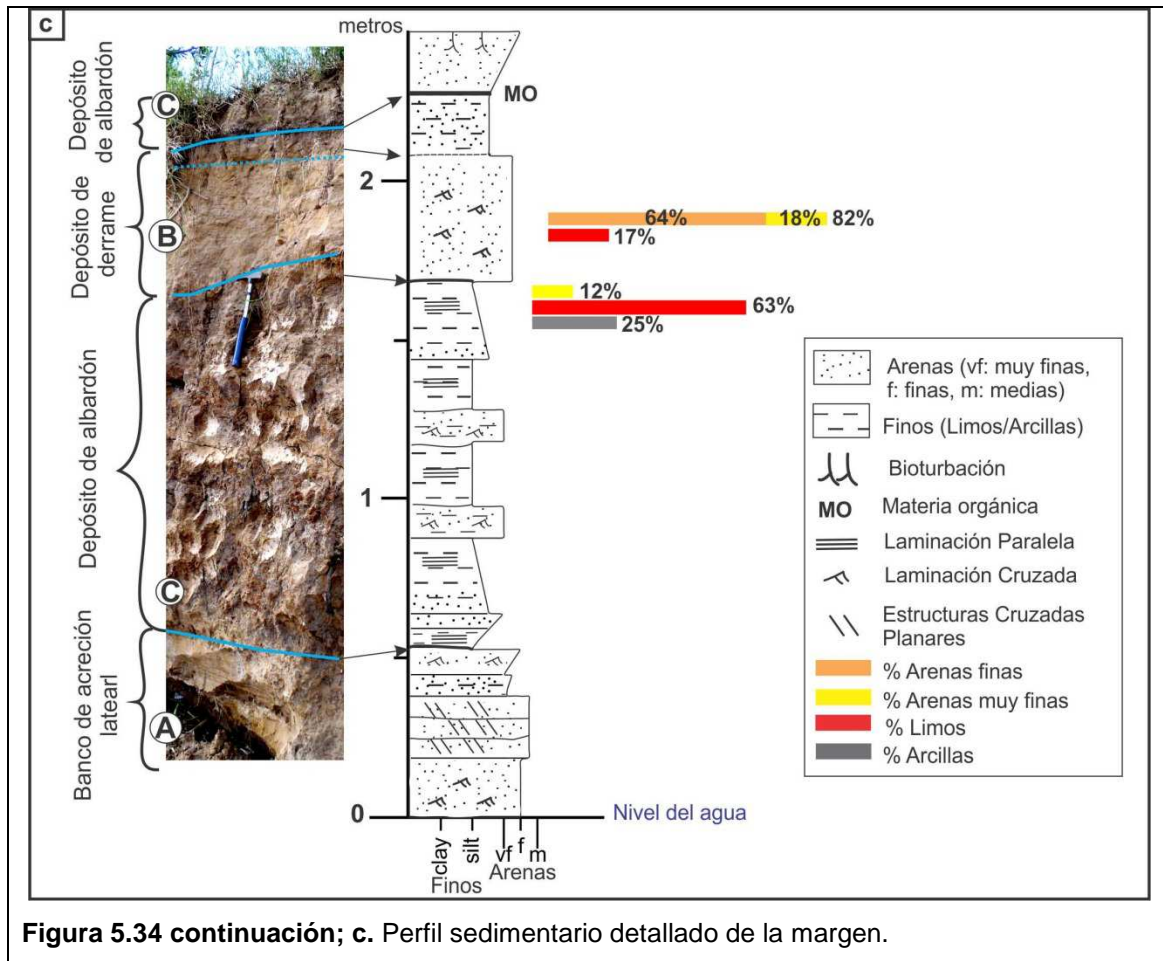 c
metros
Depósito
de albardón
C
MO
Depósito de
derrame
B
2
64%
18%
82%
17%
12%
63%
25%
Depósito de albardón
C
1
Banco de acreción
latearl
A
0
Nivel del agua
clay
silt
vf
f
m
Finos
Arenas
Arenas (vf: muy finas,
f: finas, m: medias)
Finos (Limos/Arcillas)
Bioturbación
MO Materia orgánica
Laminación Paralela
Laminación Cruzada
Estructuras Cruzadas
Planares
% Arenas finas
% Arenas muy finas
% Limos
% Arcillas
Figura 5.34 continuación; c. Perfil sedimentario detallado de la margen.